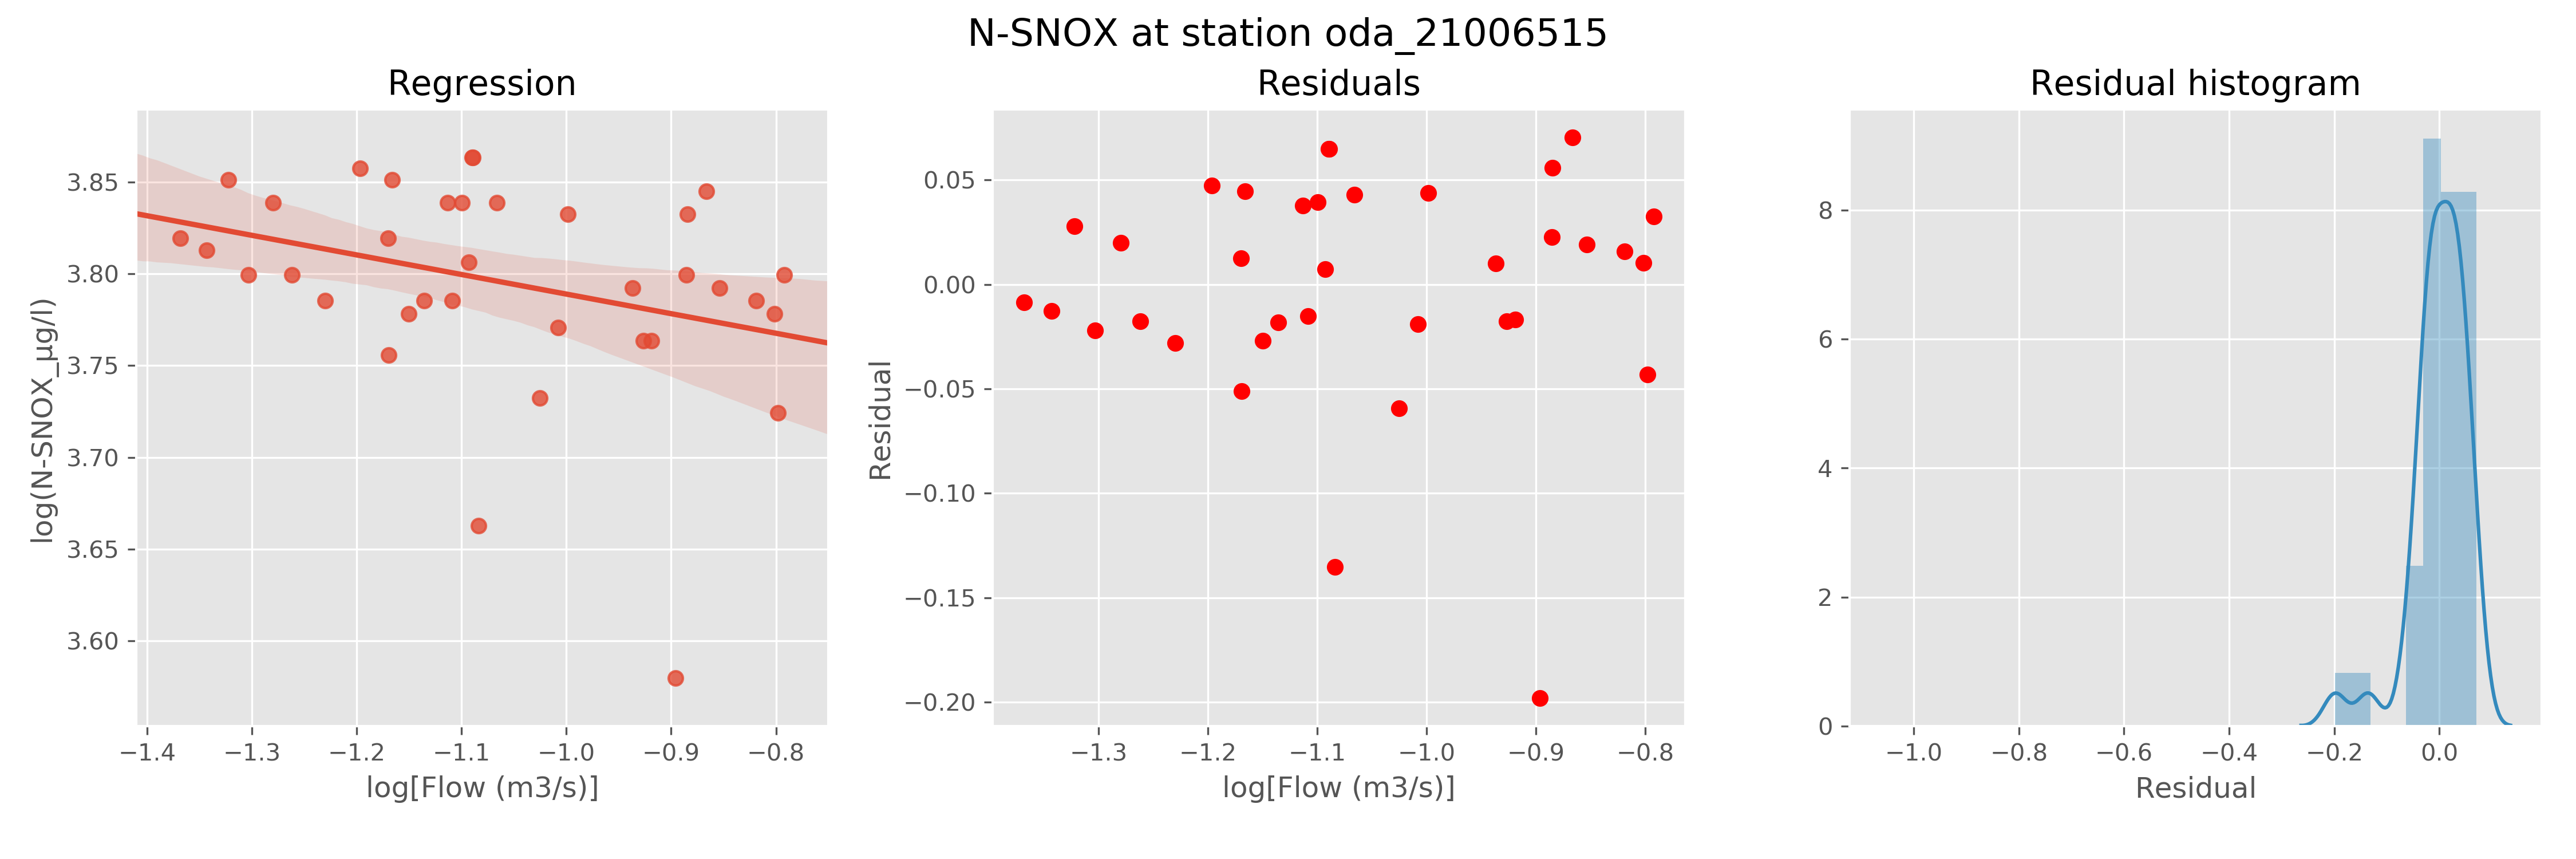 N-SNOX at station oda_21006515
Regression
Residuals
Residual histogram
3.85
3.80
3.75
3.70
3.65
3.60
log(N-SNOX_µg/l)
−1.4 −1.3 −1.2 −1.1 −1.0 −0.9 −0.8
log[Flow (m3/s)]
0.05
0.00
−0.05
−0.10
−0.15
−0.20
Residual
−1.3 −1.2 −1.1 −1.0 −0.9 −0.8
log[Flow (m3/s)]
8
6
4
2
0
−1.0 −0.8 −0.6 −0.4 −0.2 0.0
Residual